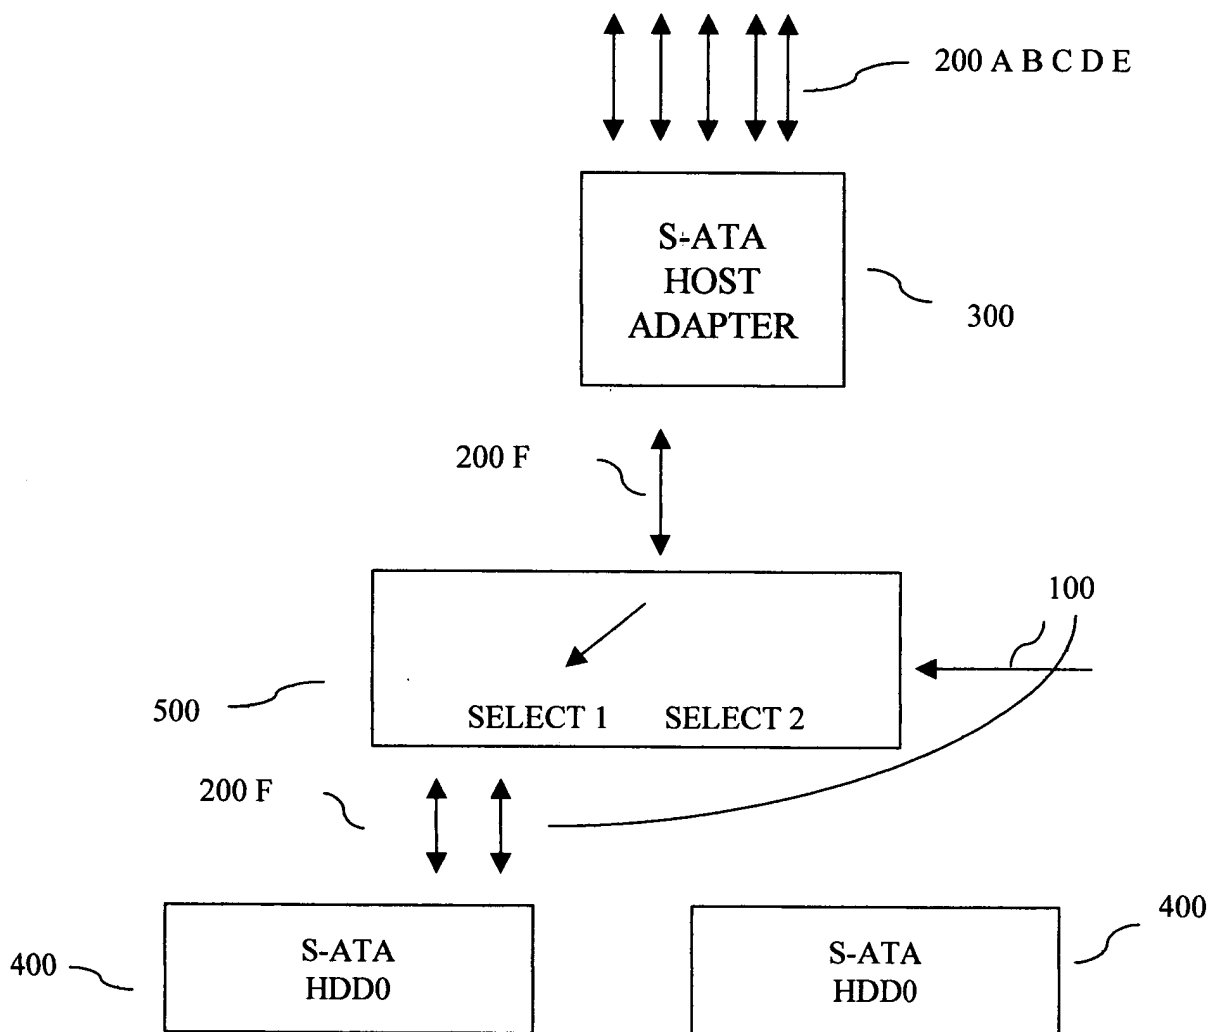 200 A B C D E
S-ATA
HOST
ADAPTER
300
200 F
100
500
SELECT 1 SELECT 2
200 F
400
S-ATA
HDD0
400
S-ATA
HDD0